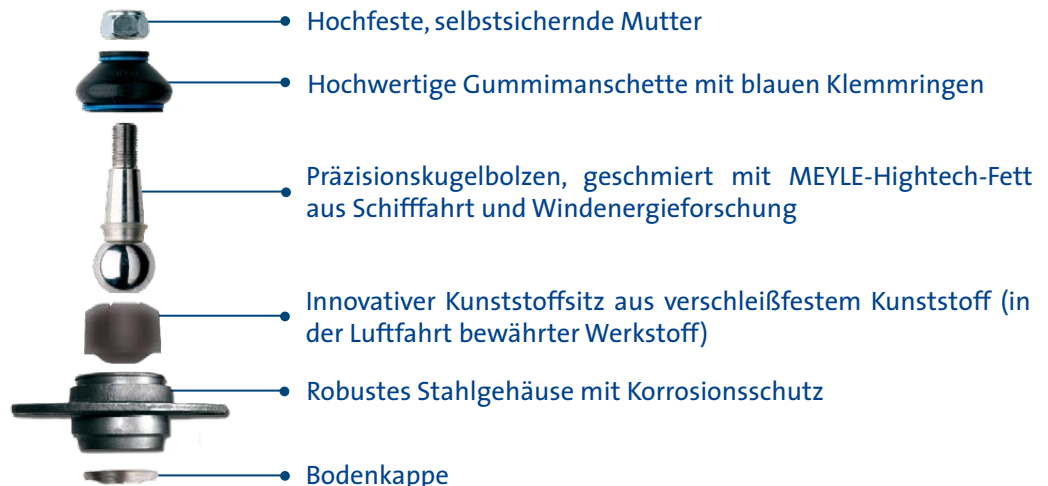 Hochfeste, selbstsichernde Mutter
Hochwertige Gummimanschette mit blauen Klemmringen
Präzisionskugelbolzen, geschmiert mit MEYLE-Hightech-Fett
aus Schifffahrt und Windenergieforschung
Innovativer Kunststoffsitz aus verschleißfestem Kunststoff (in
der Luftfahrt bewährter Werkstoff)
Robustes Stahlgehäuse mit Korrosionsschutz
Bodenkappe